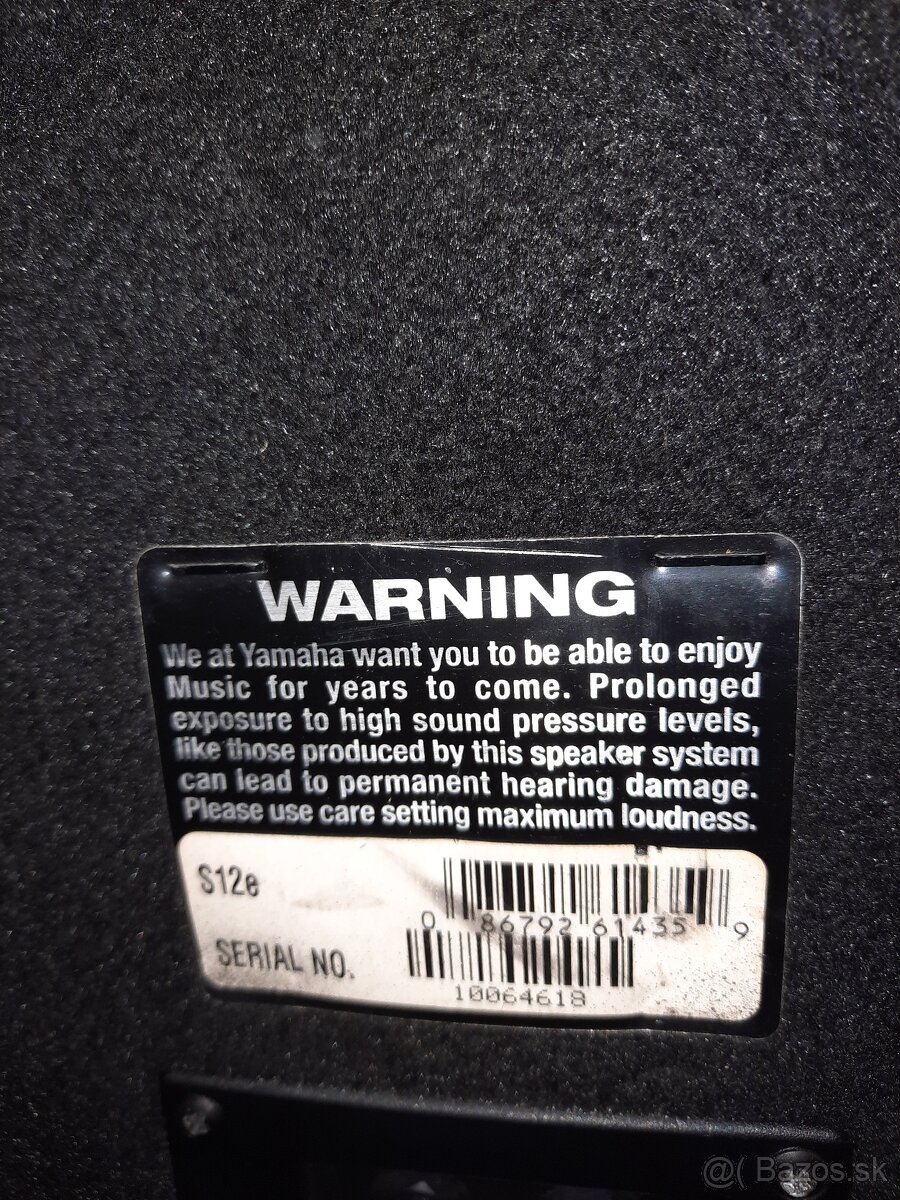 WARNING
We at Yamaha want you to be able to enjoy
Music for years to come. Prolonged
exposure to high sound pressure levels,
like those produced by this speaker system
can lead to permanent hearing damage.
Please use care setting maximum loudness.
S12e
0 86792 61435 9
SERIAL NO.
10064618
@( Bazos.sk